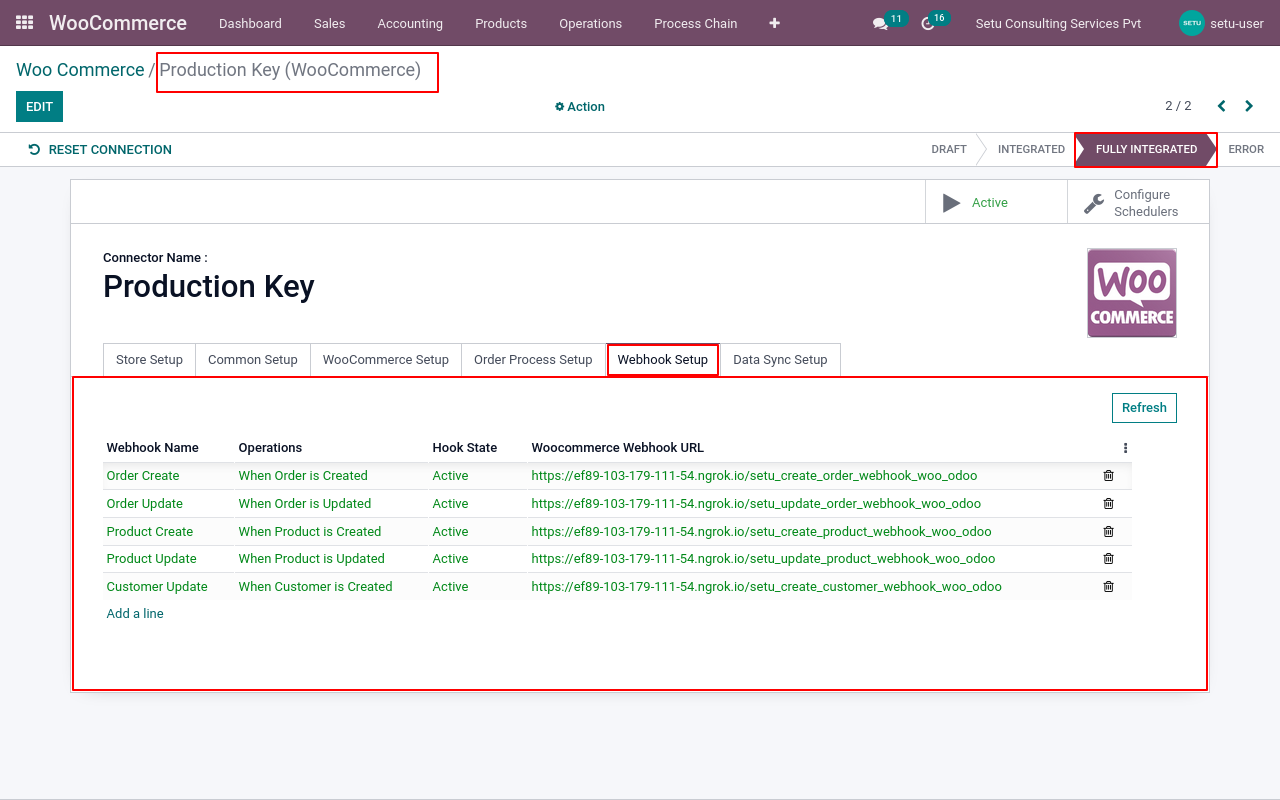 WooCommerce Dashboard Sales Accounting Products Operations Process Chain 11 16 Setu Consulting Services Pvt SETU setu-user
Woo Commerce / Production Key (WooCommerce)
EDIT Action 2 / 2
RESET CONNECTION DRAFT INTEGRATED FULLY INTEGRATED ERROR
Active Configure
Schedulers
Connector Name :
Production Key
WOO
COMMERCE
Store Setup Common Setup WooCommerce Setup Order Process Setup Webhook Setup Data Sync Setup
Refresh
Webhook Name Operations Hook State Woocommerce Webhook URL
Order Create When Order is Created Active https://ef89-103-179-111-54.ngrok.io/setu_create_order_webhook_woo_odoo
Order Update When Order is Updated Active https://ef89-103-179-111-54.ngrok.io/setu_update_order_webhook_woo_odoo
Product Create When Product is Created Active https://ef89-103-179-111-54.ngrok.io/setu_create_product_webhook_woo_odoo
Product Update When Product is Updated Active https://ef89-103-179-111-54.ngrok.io/setu_update_product_webhook_woo_odoo
Customer Update When Customer is Created Active https://ef89-103-179-111-54.ngrok.io/setu_create_customer_webhook_woo_odoo
Add a line